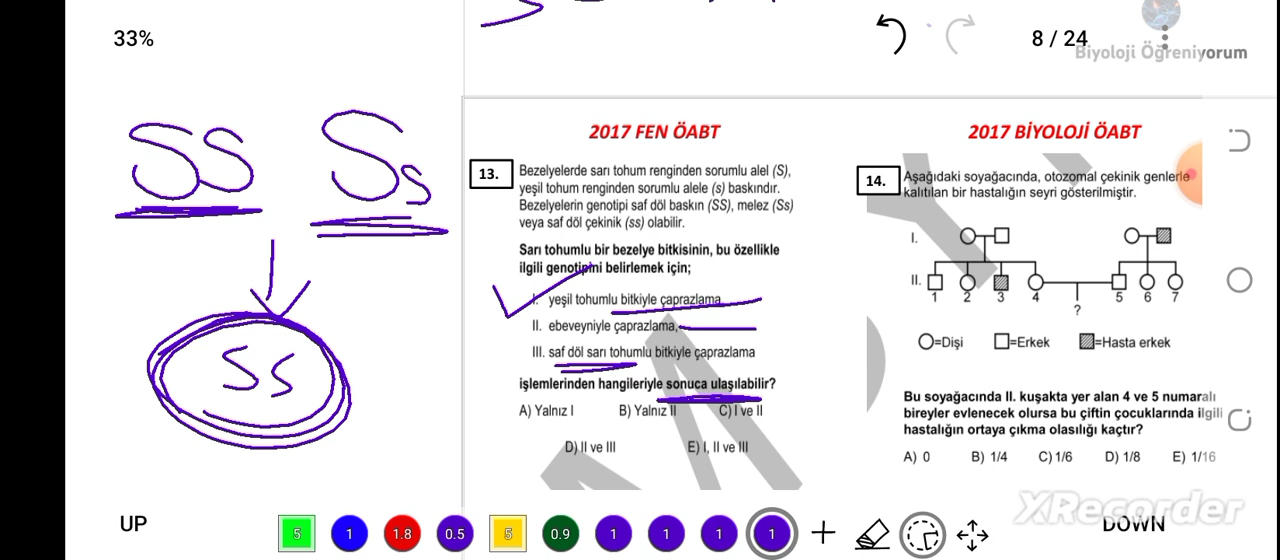 33%
8 / 24
Biyoloji Öğreniyorum
SS
Ss
ss
2017 FEN ÖABT
13.
Bezelyelerde sarı tohum renginden sorumlu alel (S),
yeşil tohum renginden sorumlu alele (s) baskındır.
Bezelyelerin genotipi saf döl baskın (SS), melez (Ss)
veya saf döl çekinik (ss) olabilir.
Sarı tohumlu bir bezelye bitkisinin, bu özellikle
ilgili genotipini belirlemek için;
I. yeşil tohumlu bitkiyle çaprazlama,
II. ebeveyniyle çaprazlama,
III. saf döl sarı tohumlu bitkiyle çaprazlama
işlemlerinden hangileriyle sonuca ulaşılabilir?
A) Yalnız I B) Yalnız II C) I ve II
D) II ve III E) I, II ve III
2017 BİYOLOJİ ÖABT
14.
Aşağıdaki soyağacında, otozomal çekinik genlerle
kalıtılan bir hastalığın seyri gösterilmiştir.
I.
II.
1 2 3 4 5 6 7
?
=Dişi =Erkek =Hasta erkek
Bu soyağacında II. kuşakta yer alan 4 ve 5 numaralı
bireyler evlenecek olursa bu çiftin çocuklarında ilgili
hastalığın ortaya çıkma olasılığı kaçtır?
A) 0 B) 1/4 C) 1/6 D) 1/8 E) 1/16
XRecorder
UP
5 1 1.8 0.5 5 0.9 1 1 1 1
DOWN